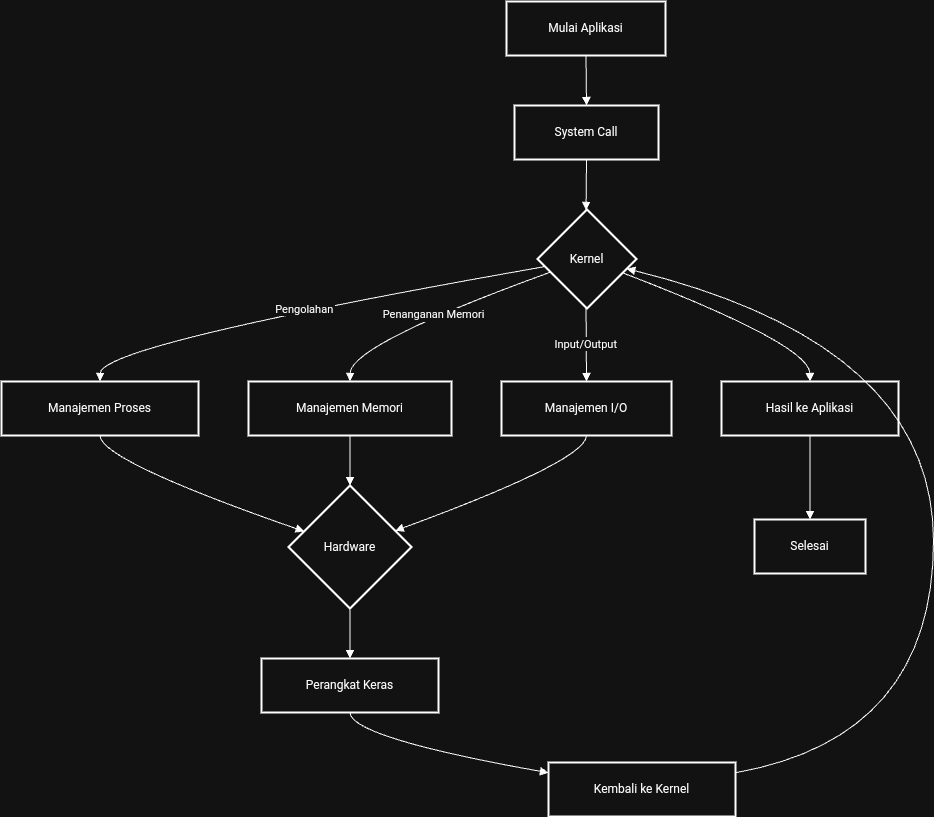 Mulai Aplikasi
System Call
Kernel
Pengolahan
Penanganan Memori
Input/Output
Manajemen Proses
Manajemen Memori
Manajemen I/O
Hasil ke Aplikasi
Hardware
Selesai
Perangkat Keras
Kembali ke Kernel